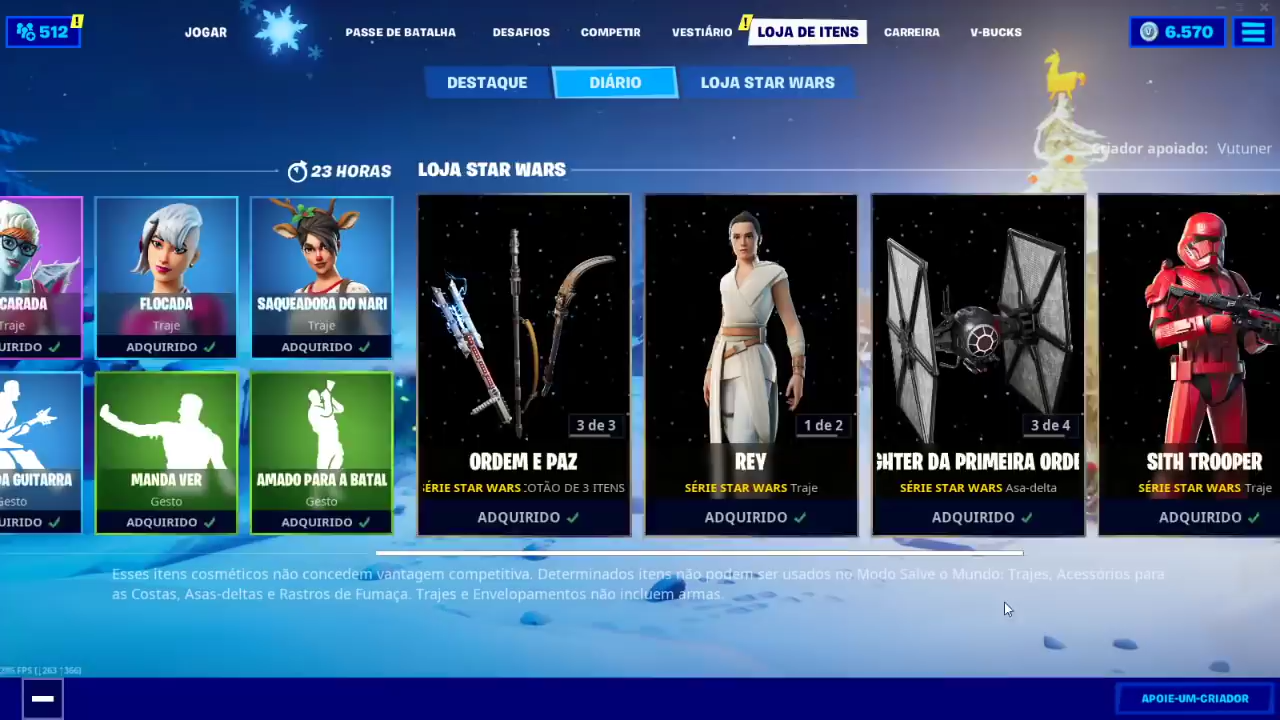 512
!
JOGAR
PASSE DE BATALHA
DESAFIOS
COMPETIR
VESTIÁRIO
!
LOJA DE ITENS
CARREIRA
V-BUCKS
6.570
DESTAQUE
DIÁRIO
LOJA STAR WARS
Criador apoiado: Vutuner
23 HORAS
LOJA STAR WARS
CARADA
Traje
UIRIDO
FLOCADA
Traje
ADQUIRIDO
SAQUEADORA DO NARI
Traje
ADQUIRIDO
DA GUITARRA
Gesto
UIRIDO
MANDA VER
Gesto
ADQUIRIDO
AMADO PARA A BATAL
Gesto
ADQUIRIDO
3 de 3
ORDEM E PAZ
SÉRIE STAR WARS COTÃO DE 3 ITENS
ADQUIRIDO
1 de 2
REY
SÉRIE STAR WARS Traje
ADQUIRIDO
3 de 4
GHTER DA PRIMEIRA ORDE
SÉRIE STAR WARS Asa-delta
ADQUIRIDO
SITH TROOPER
SÉRIE STAR WARS Traje
ADQUIRIDO
Esses itens cosméticos não concedem vantagem competitiva. Determinados itens não podem ser usados no Modo Salve o Mundo: Trajes, Acessórios para
as Costas, Asas-deltas e Rastros de Fumaça. Trajes e Envelopamentos não incluem armas.
APOIE-UM-CRIADOR